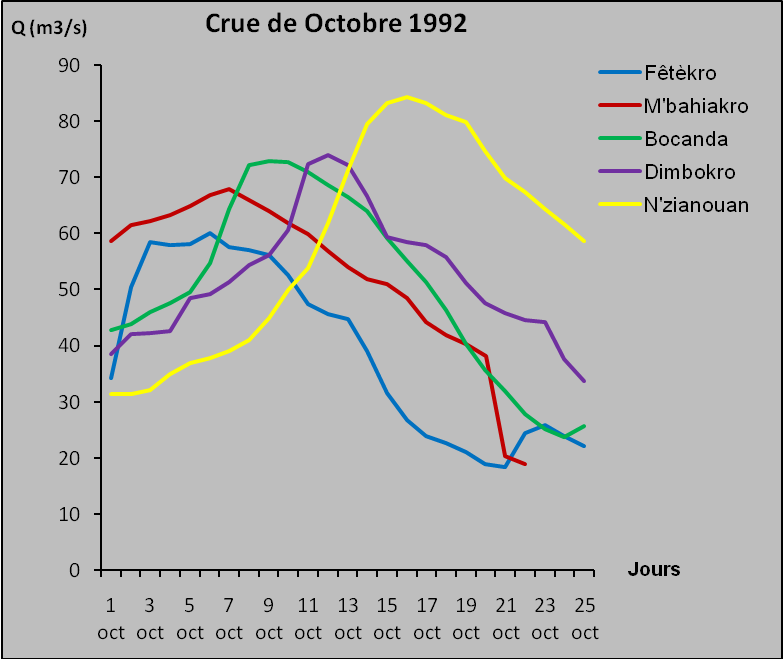 Crue de Octobre 1992
Q (m3/s)
90
80
70
60
50
40
30
20
10
0
Fêtèkro
M'bahiakro
Bocanda
Dimbokro
N'zianouan
Jours
1 3 5 7 9 11 13 15 17 19 21 23 25
oct oct oct oct oct oct oct oct oct oct oct oct oct